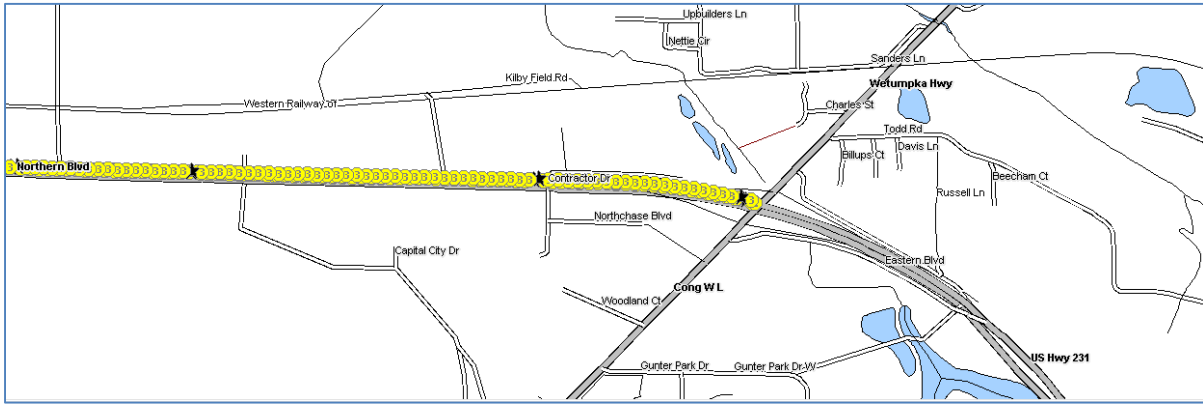 Upbuilders Ln
Nettie Cir
Sanders Ln
Kilby Field Rd
Wetumpka Hwy
Western Railway of
Charles St
Todd Rd
Davis Ln
Billups Ct
Northern Blvd
Beecham Ct
Contractor Dr
Russell Ln
Northchase Blvd
Capital City Dr
Eastern Blvd
Cong W L
Woodland Ct
US Hwy 231
Gunter Park Dr
Gunter Park Dr W